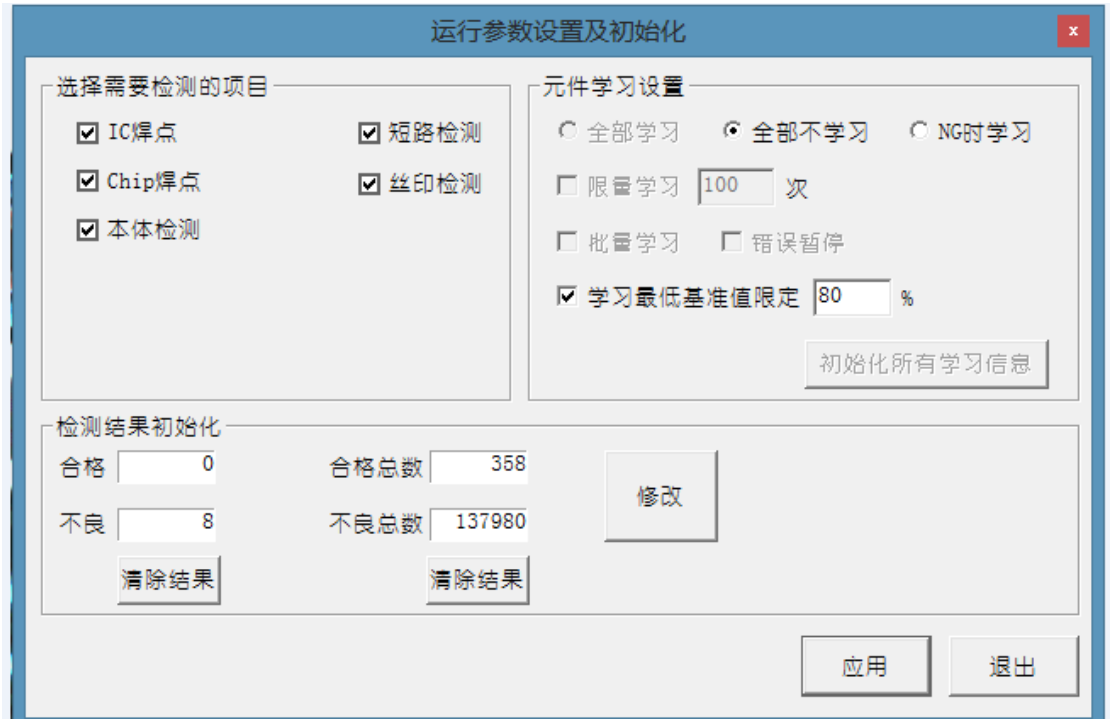 运行参数设置及初始化
x
选择需要检测的项目
IC焊点
短路检测
Chip焊点
丝印检测
本体检测
元件学习设置
全部学习 全部不学习 NG时学习
限量学习 100 次
批量学习 错误暂停
学习最低基准值限定 80 %
初始化所有学习信息
检测结果初始化
合格 0 合格总数 358
修改
不良 8 不良总数 137980
清除结果 清除结果
应用 退出